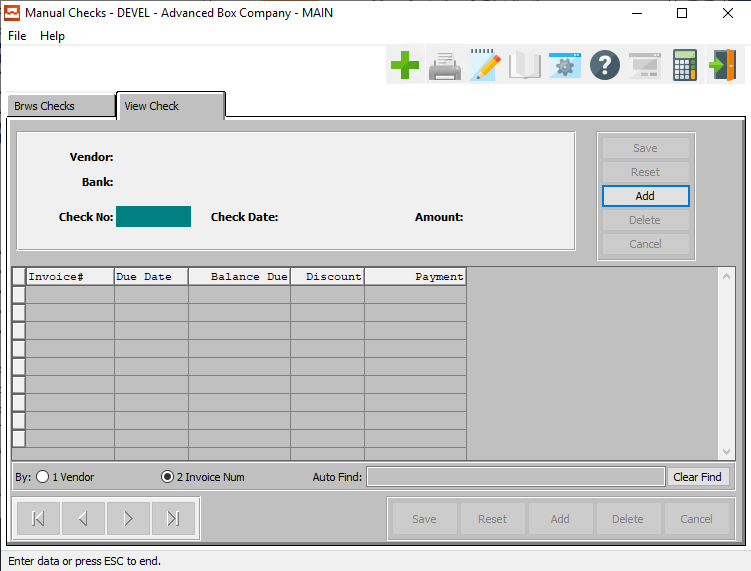 Manual Checks - DEVEL - Advanced Box Company - MAIN
File Help
Brws Checks View Check
Vendor:
Bank:
Check No: Check Date: Amount:
Save
Reset
Add
Delete
Cancel
Invoice# Due Date Balance Due Discount Payment
By: 1 Vendor 2 Invoice Num Auto Find: Clear Find
Save Reset Add Delete Cancel
Enter data or press ESC to end.